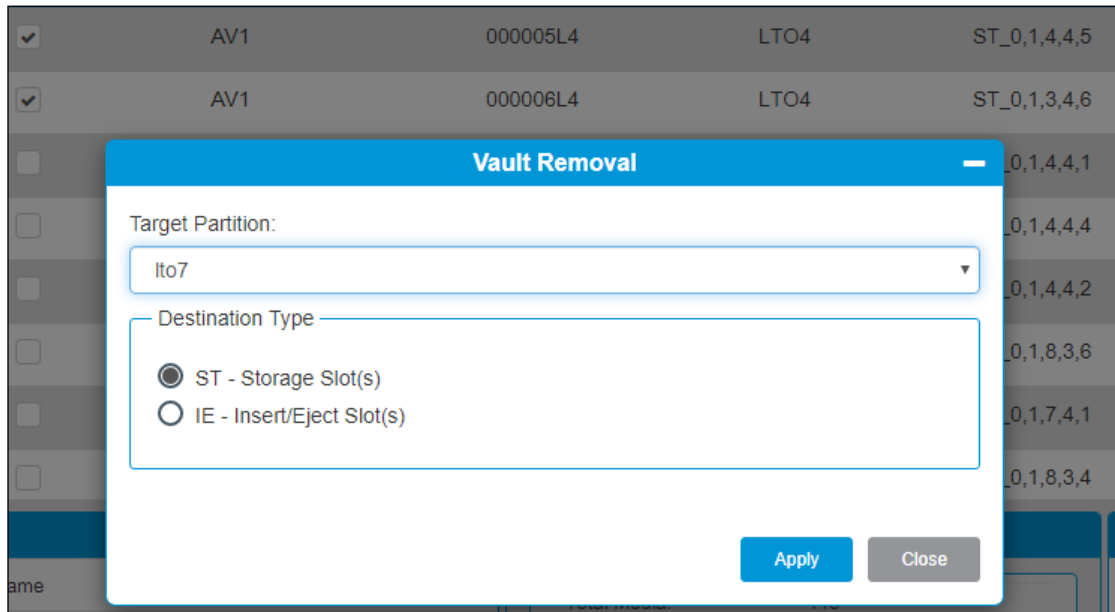 AV1 000005L4 LTO4 ST_0,1,4,4,5
AV1 000006L4 LTO4 ST_0,1,3,4,6
Vault Removal
_0,1,4,4,1
Target Partition:
_0,1,4,4,4
lto7
_0,1,4,4,2
Destination Type
_0,1,8,3,6
ST - Storage Slot(s)
IE - Insert/Eject Slot(s)
_0,1,7,4,1
_0,1,8,3,4
Apply Close
ame